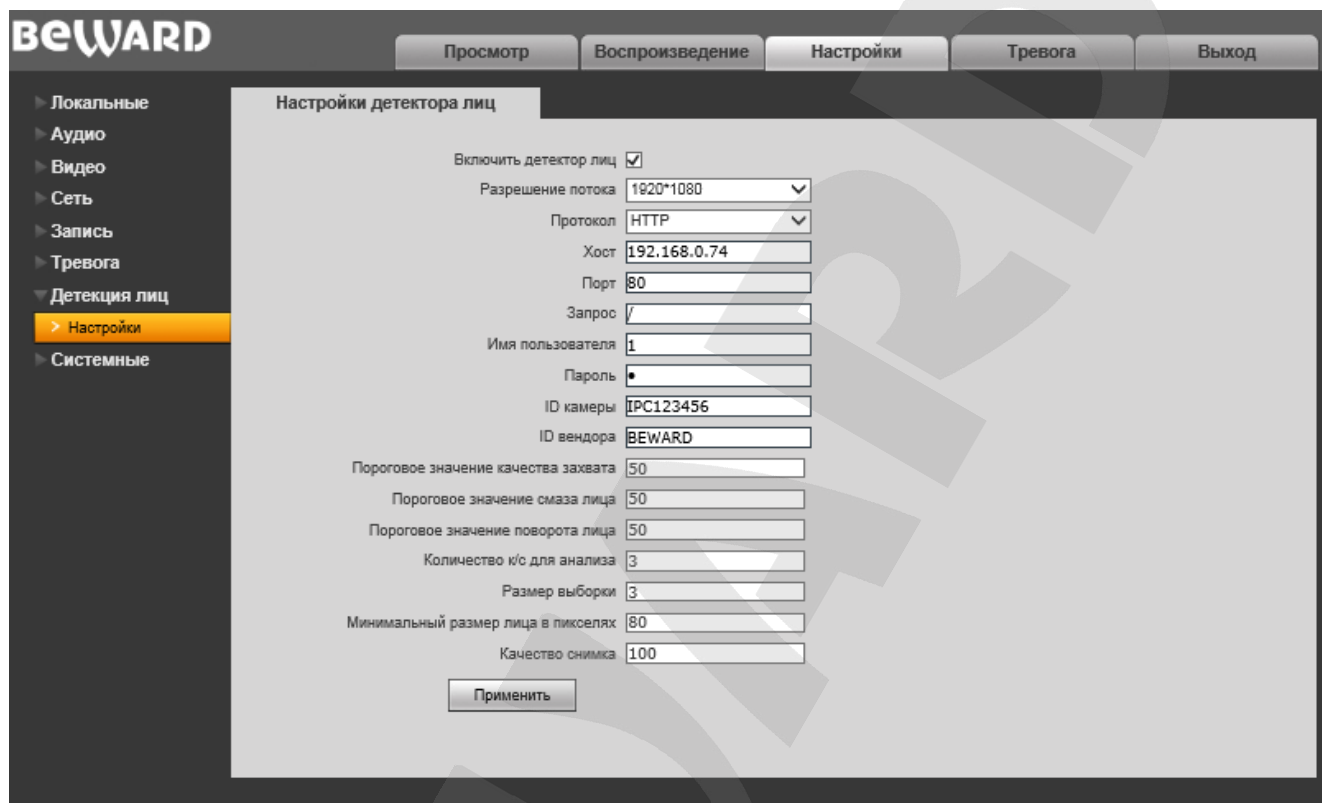 BEWARD
Просмотр
Воспроизведение
Настройки
Тревога
Выход
Локальные
Аудио
Видео
Сеть
Запись
Тревога
Детекция лиц
> Настройки
Системные
Настройки детектора лиц
Включить детектор лиц
Разрешение потока 1920*1080
Протокол HTTP
Хост 192.168.0.74
Порт 80
Запрос /
Имя пользователя 1
Пароль •
ID камеры IPC123456
ID вендора BEWARD
Пороговое значение качества захвата 50
Пороговое значение смаза лица 50
Пороговое значение поворота лица 50
Количество к/с для анализа 3
Размер выборки 3
Минимальный размер лица в пикселях 80
Качество снимка 100
Применить